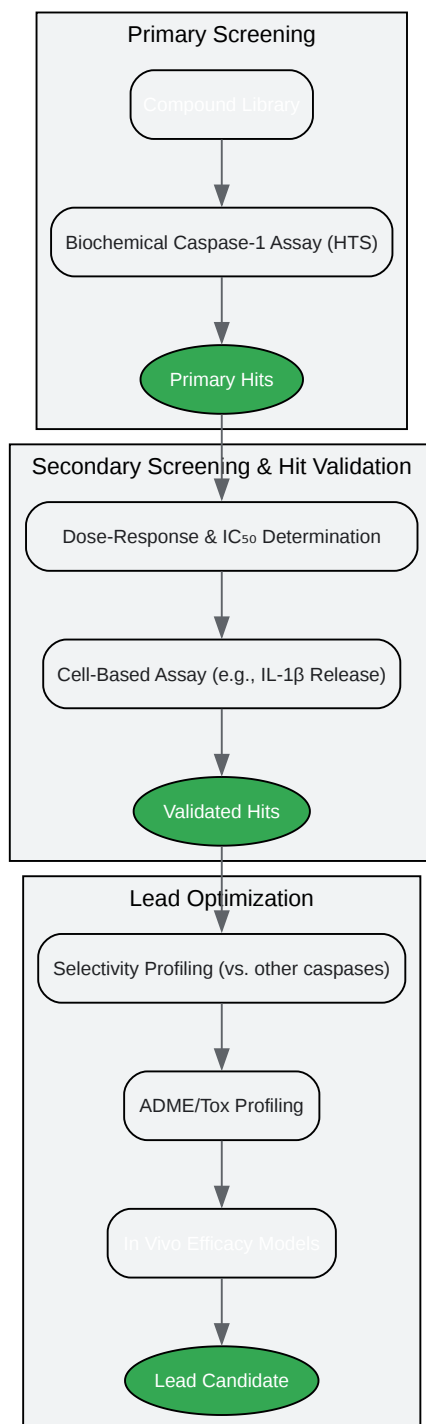 Primary Screening
Compound Library
Biochemical Caspase-1 Assay (HTS)
Primary Hits
Secondary Screening & Hit Validation
Dose-Response & IC₅₀ Determination
Cell-Based Assay (e.g., IL-1β Release)
Validated Hits
Lead Optimization
Selectivity Profiling (vs. other caspases)
ADME/Tox Profiling
In Vivo Efficacy Models
Lead Candidate